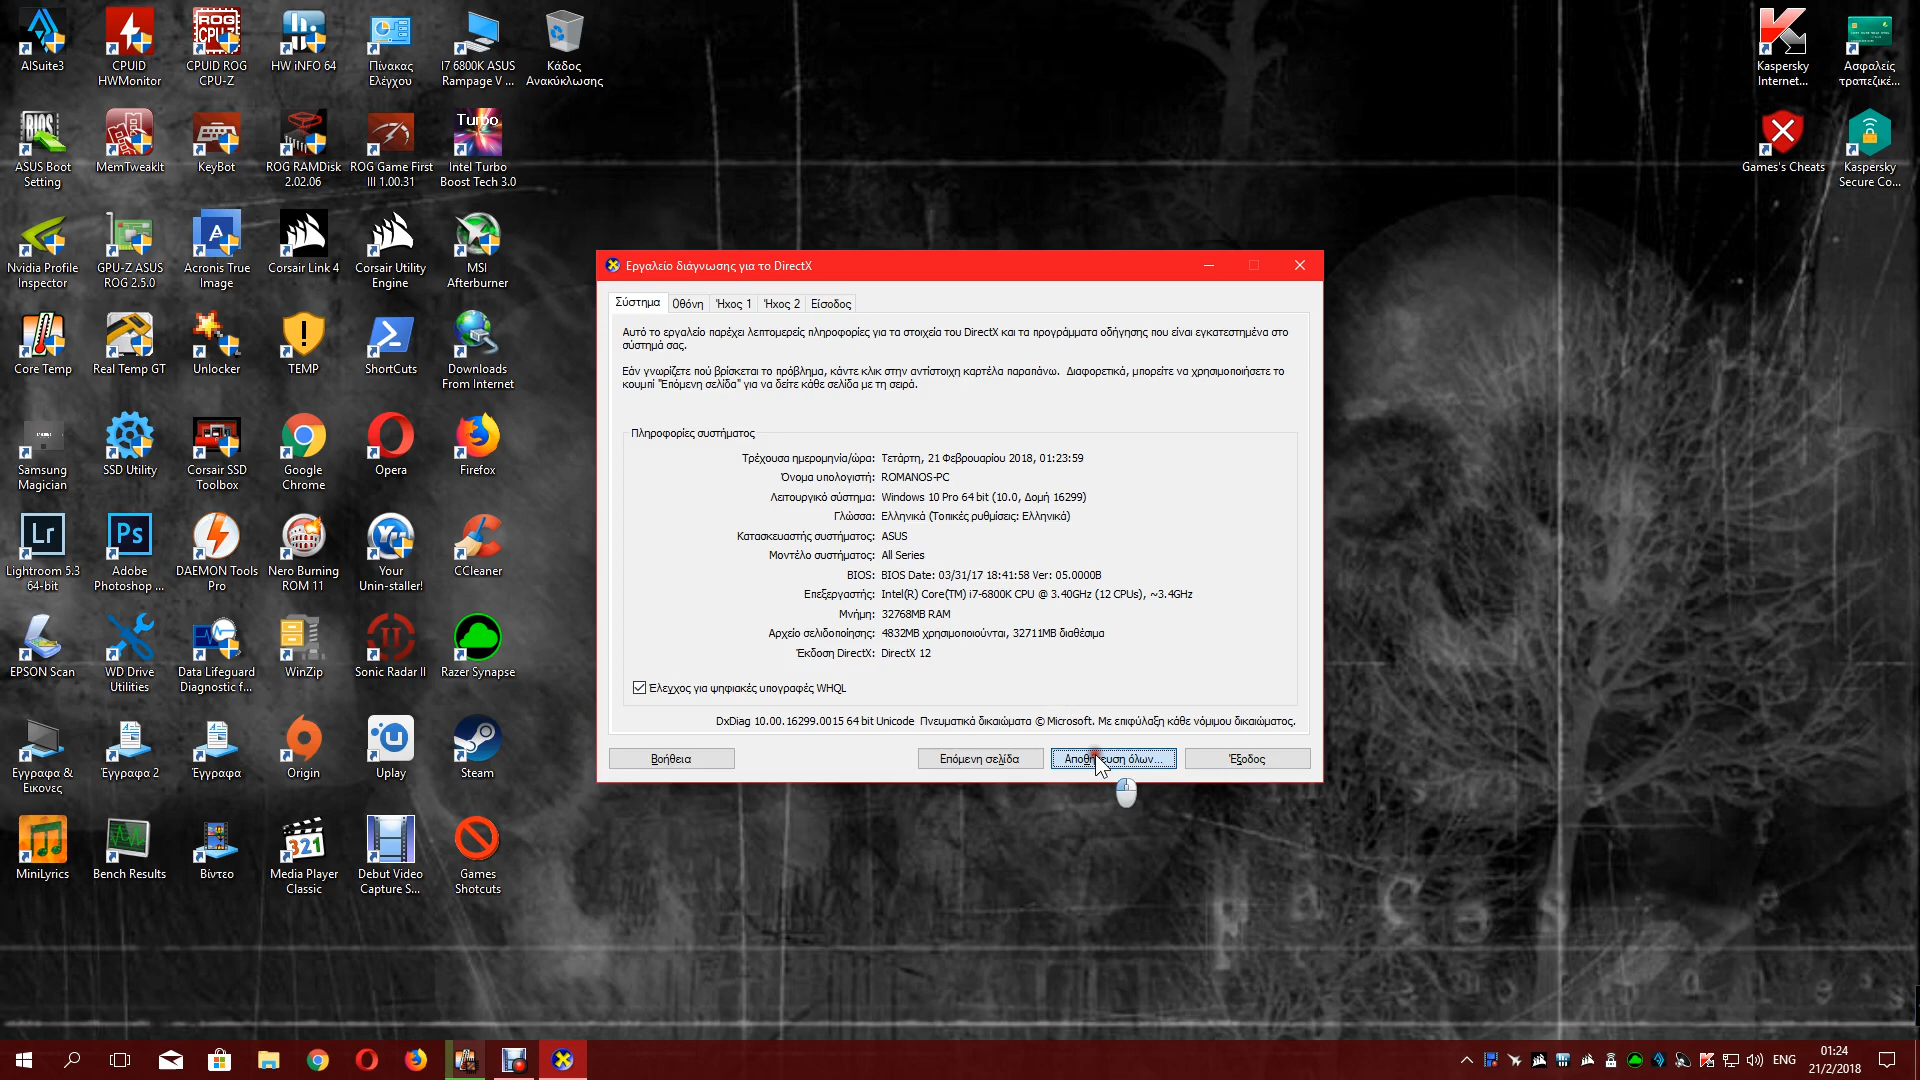 AISuite3
CPUID
HWMonitor
CPUID ROG
CPU-Z
HW iNFO 64
Πίνακας
Ελέγχου
I7 6800K ASUS
Rampage V ...
Κάδος
Ανακύκλωσης
Kaspersky
Internet...
Ασφαλείς
τραπεζικέ...
ASUS Boot
Setting
MemTweakIt
KeyBot
ROG RAMDisk
2.02.06
ROG Game First
III 1.00.31
Turbo
Intel Turbo
Boost Tech 3.0
Games's Cheats
Kaspersky
Secure Co...
Nvidia Profile
Inspector
GPU-Z ASUS
ROG 2.5.0
Acronis True
Image
Corsair Link 4
Corsair Utility
Engine
MSI
Afterburner
Core Temp
Real Temp GT
Unlocker
TEMP
ShortCuts
Downloads
From Internet
Samsung
Magician
SSD Utility
Corsair SSD
Toolbox
Google
Chrome
Opera
Firefox
Lightroom 5.3
64-bit
Adobe
Photoshop ...
DAEMON Tools
Pro
Nero Burning
ROM 11
Your
Unin-staller!
CCleaner
EPSON Scan
WD Drive
Utilities
Data Lifeguard
Diagnostic f...
WinZip
Sonic Radar II
Razer Synapse
Εγγραφα &
Εικονες
Έγγραφα 2
Έγγραφα
Origin
Uplay
Steam
MiniLyrics
Bench Results
Βίντεο
Media Player
Classic
Debut Video
Capture S...
Games
Shotcuts
Εργαλείο διάγνωσης για το DirectX
Σύστημα Οθόνη Ήχος 1 Ήχος 2 Είσοδος
Αυτό το εργαλείο παρέχει λεπτομερείς πληροφορίες για τα στοιχεία του DirectX και τα προγράμματα οδήγησης που είναι εγκατεστημένα στο
σύστημά σας.
Εάν γνωρίζετε πού βρίσκεται το πρόβλημα, κάντε κλικ στην αντίστοιχη καρτέλα παραπάνω. Διαφορετικά, μπορείτε να χρησιμοποιήσετε το
κουμπί "Επόμενη σελίδα" για να δείτε κάθε σελίδα με τη σειρά.
Πληροφορίες συστήματος
Τρέχουσα ημερομηνία/ώρα: Τετάρτη, 21 Φεβρουαρίου 2018, 01:23:59
Όνομα υπολογιστή: ROMANOS-PC
Λειτουργικό σύστημα: Windows 10 Pro 64 bit (10.0, Δομή 16299)
Γλώσσα: Ελληνικά (Τοπικές ρυθμίσεις: Ελληνικά)
Κατασκευαστής συστήματος: ASUS
Μοντέλο συστήματος: All Series
BIOS: BIOS Date: 03/31/17 18:41:58 Ver: 05.0000B
Επεξεργαστής: Intel(R) Core(TM) i7-6800K CPU @ 3.40GHz (12 CPUs), ~3.4GHz
Μνήμη: 32768MB RAM
Αρχείο σελιδοποίησης: 4832MB χρησιμοποιούνται, 32711MB διαθέσιμα
Έκδοση DirectX: DirectX 12
Έλεγχος για ψηφιακές υπογραφές WHQL
DxDiag 10.00.16299.0015 64 bit Unicode Πνευματικά δικαιώματα © Microsoft. Με επιφύλαξη κάθε νόμιμου δικαιώματος.
Βοήθεια Επόμενη σελίδα Αποθήκευση όλων... Έξοδος
ENG
01:24
21/2/2018